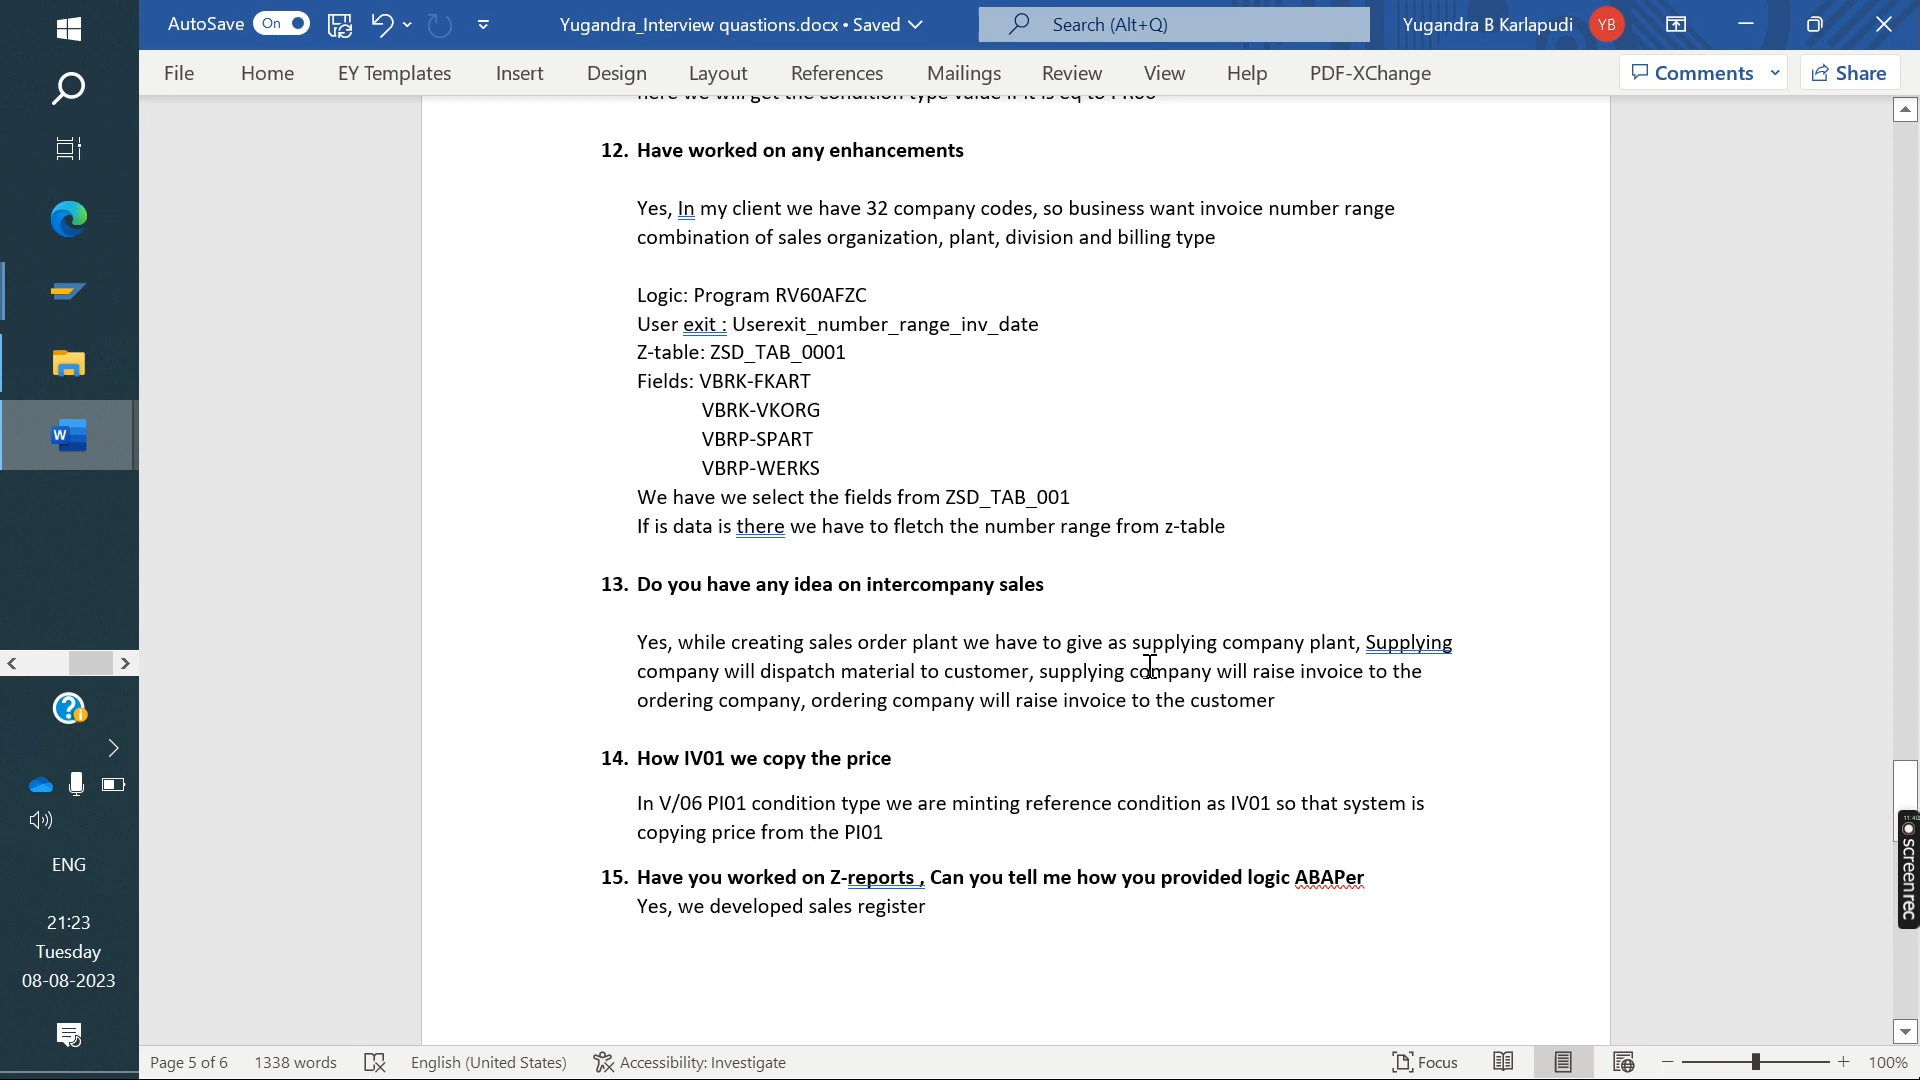 AutoSave On Yugandra_Interview quastions.docx • Saved Search (Alt+Q) Yugandra B Karlapudi YB
File Home EY Templates Insert Design Layout References Mailings Review View Help PDF-XChange Comments Share
12. Have worked on any enhancements
Yes, In my client we have 32 company codes, so business want invoice number range
combination of sales organization, plant, division and billing type
Logic: Program RV60AFZC
User exit : Userexit_number_range_inv_date
Z-table: ZSD_TAB_0001
Fields: VBRK-FKART
VBRK-VKORG
VBRP-SPART
VBRP-WERKS
We have we select the fields from ZSD_TAB_001
If is data is there we have to fletch the number range from z-table
13. Do you have any idea on intercompany sales
Yes, while creating sales order plant we have to give as supplying company plant, Supplying
company will dispatch material to customer, supplying company will raise invoice to the
ordering company, ordering company will raise invoice to the customer
14. How IV01 we copy the price
In V/06 PI01 condition type we are minting reference condition as IV01 so that system is
copying price from the PI01
15. Have you worked on Z-reports , Can you tell me how you provided logic ABAPer
Yes, we developed sales register
W
ENG
21:23
Tuesday
08-08-2023
screenrec
Page 5 of 6 1338 words English (United States) Accessibility: Investigate Focus 100%